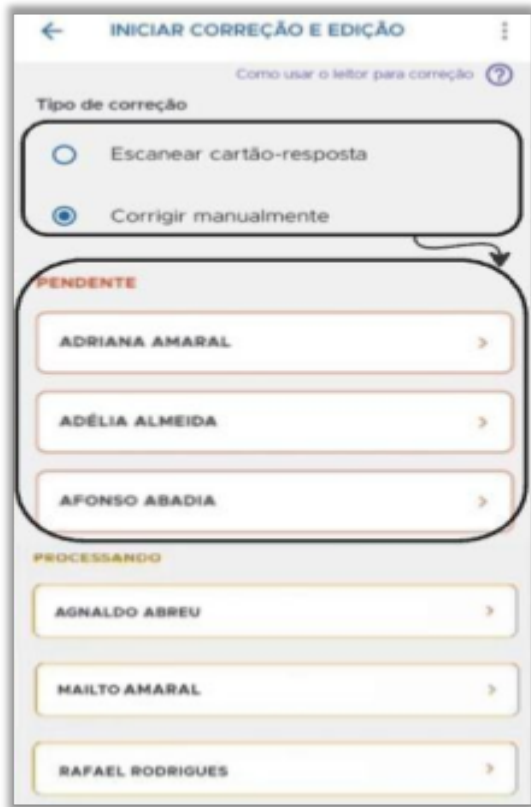 INICIAR CORREÇÃO E EDIÇÃO
Como usar o leitor para correção ?
Tipo de correção
Escanear cartão-resposta
Corrigir manualmente
PENDENTE
ADRIANA AMARAL
ADÉLIA ALMEIDA
AFONSO ABADIA
PROCESSANDO
AGNALDO ABREU
MAILTO AMARAL
RAFAEL RODRIGUES